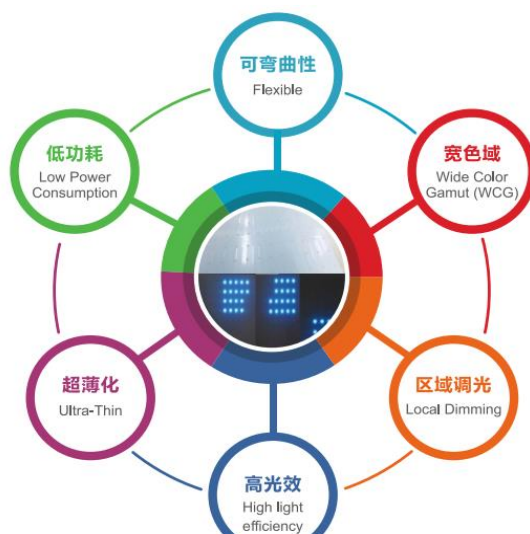 可弯曲性
Flexible
低功耗
Low Power
Consumption
宽色域
Wide Color
Gamut (WCG)
超薄化
Ultra-Thin
区域调光
Local Dimming
高光效
High light
efficiency